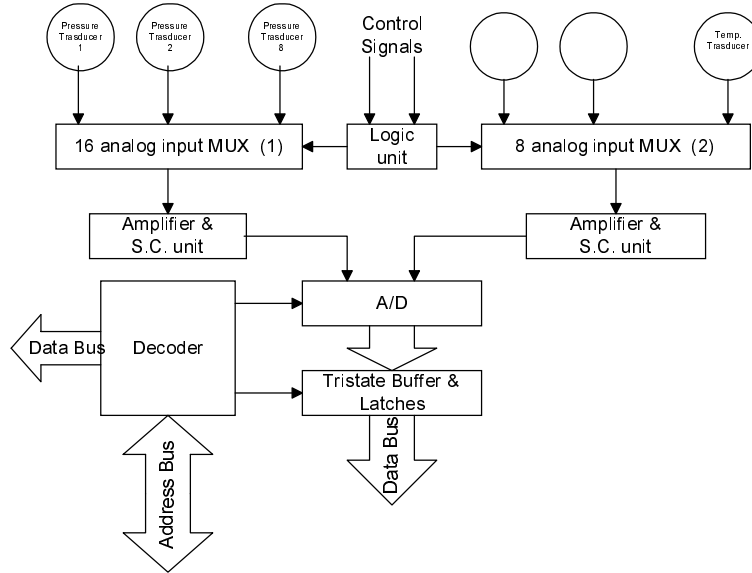 Pressure
Trasducer
1
Pressure
Trasducer
2
Pressure
Trasducer
8
Control
Signals
Temp.
Trasducer
16 analog input MUX (1)
Logic
unit
8 analog input MUX (2)
Amplifier &
S.C. unit
Amplifier &
S.C. unit
A/D
Data Bus
Decoder
Tristate Buffer &
Latches
Data Bus
Address Bus